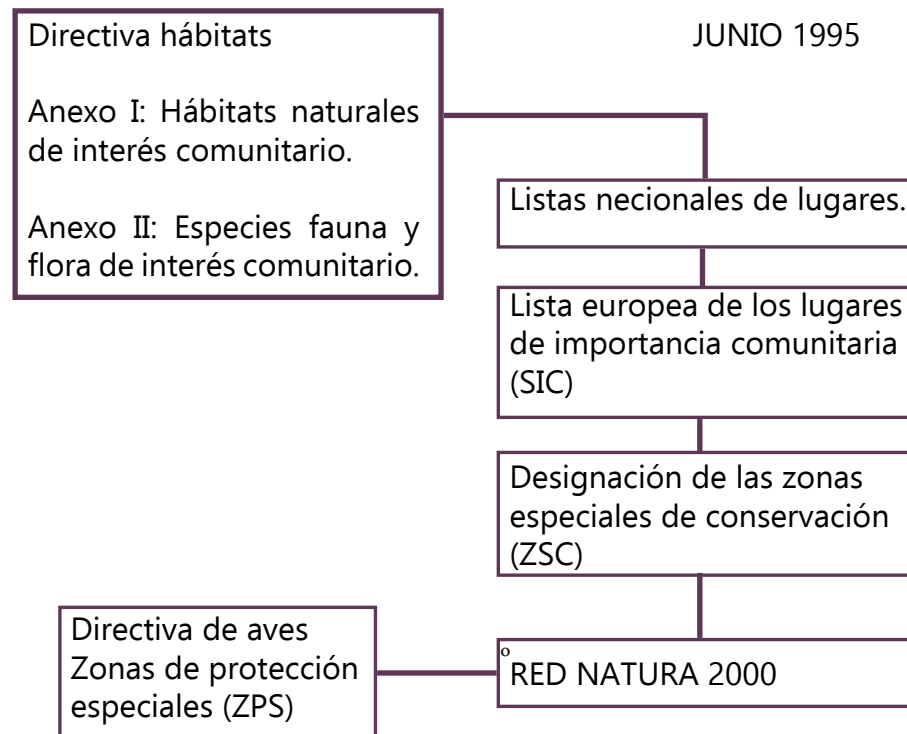 Directiva hábitats
JUNIO 1995
Anexo I: Hábitats naturales
de interés comunitario.
Anexo II: Especies fauna y
flora de interés comunitario.
Listas necionales de lugares.
Lista europea de los lugares
de importancia comunitaria
(SIC)
Designación de las zonas
especiales de conservación
(ZSC)
Directiva de aves
Zonas de protección
especiales (ZPS)
º
RED NATURA 2000